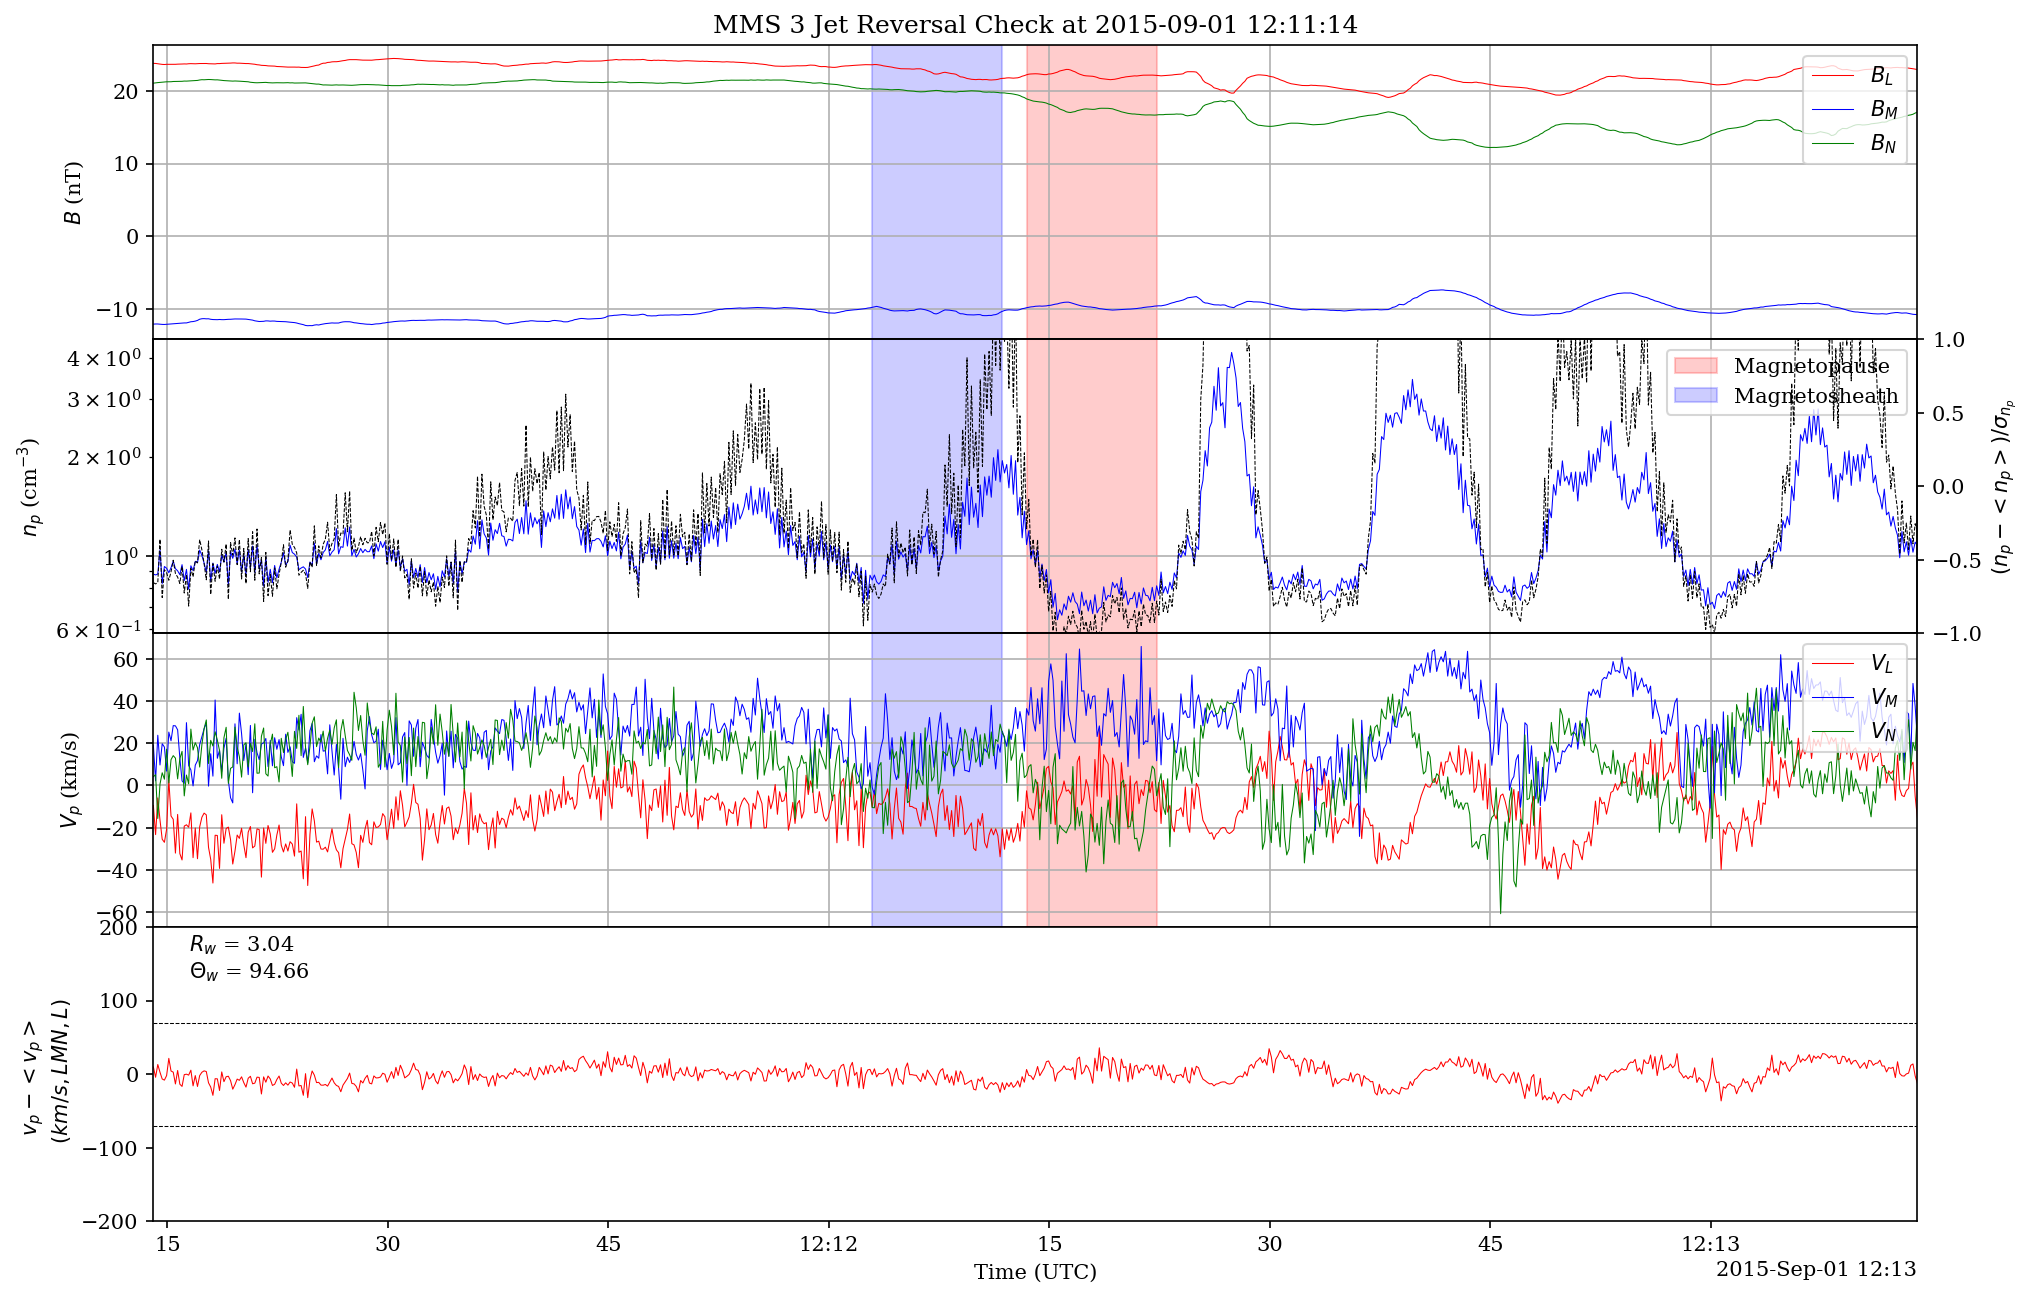 MMS 3 Jet Reversal Check at 2015-09-01 12:11:14
20
10
0
−10
B (nT)
B_L
B_M
B_N
4 × 10^0
3 × 10^0
2 × 10^0
10^0
6 × 10^−1
n_p (cm^−3)
1.0
0.5
0.0
−0.5
−1.0
(n_p − < n_p >)/σ_{n_p}
Magnetopause
Magnetosheath
60
40
20
0
−20
−40
−60
V_p (km/s)
V_L
V_M
V_N
200
100
0
−100
−200
v_p − < v_p >
(km/s, LMN, L)
R_w = 3.04
Θ_w = 94.66
15 30 45 12:12 15 30 45 12:13
Time (UTC)
2015-Sep-01 12:13